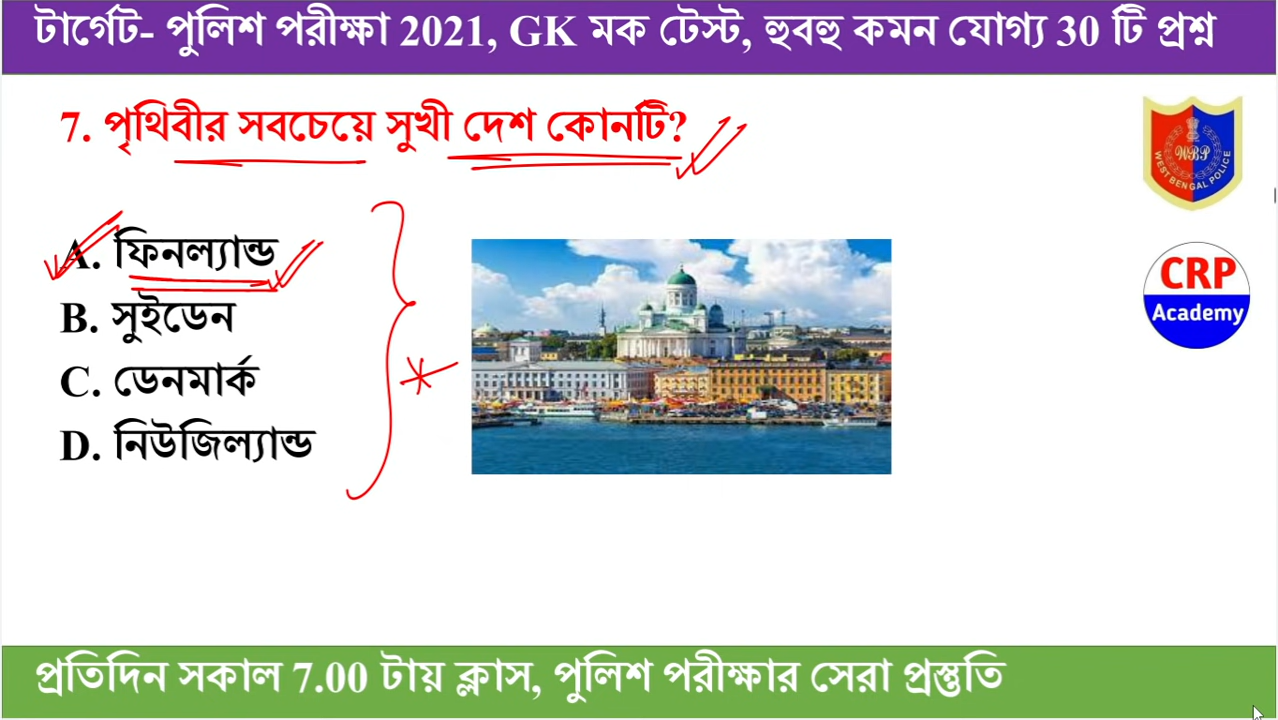 টার্গেট- পুলিশ পরীক্ষা 2021, GK মক টেস্ট, হুবহু কমন যোগ্য 30 টি প্রশ্ন
7. পৃথিবীর সবচেয়ে সুখী দেশ কোনটি?
A. ফিনল্যান্ড
B. সুইডেন
C. ডেনমার্ক
D. নিউজিল্যান্ড
WBP
WEST BENGAL POLICE
CRP
Academy
প্রতিদিন সকাল 7.00 টায় ক্লাস, পুলিশ পরীক্ষার সেরা প্রস্তুতি